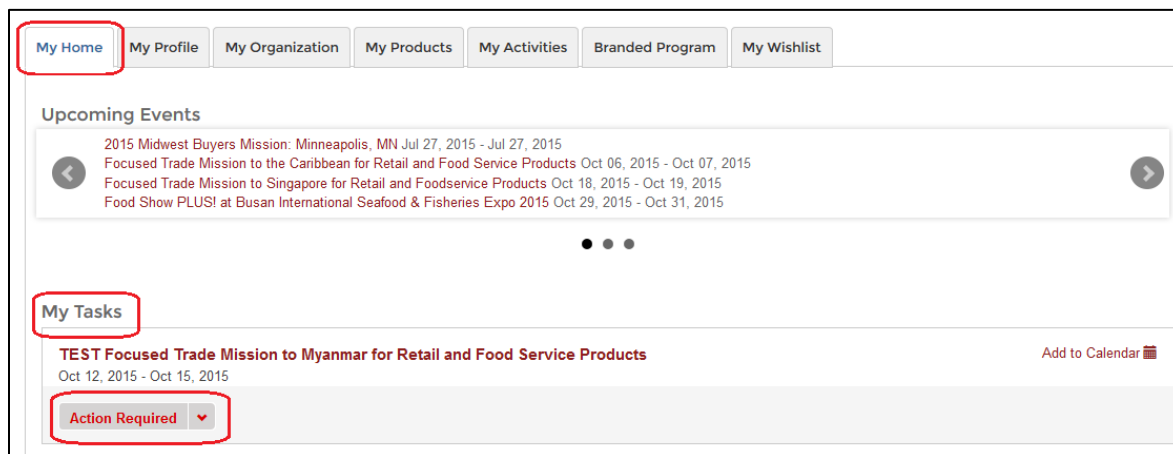 My Home My Profile My Organization My Products My Activities Branded Program My Wishlist
Upcoming Events
2015 Midwest Buyers Mission: Minneapolis, MN Jul 27, 2015 - Jul 27, 2015
Focused Trade Mission to the Caribbean for Retail and Food Service Products Oct 06, 2015 - Oct 07, 2015
Focused Trade Mission to Singapore for Retail and Foodservice Products Oct 18, 2015 - Oct 19, 2015
Food Show PLUS! at Busan International Seafood & Fisheries Expo 2015 Oct 29, 2015 - Oct 31, 2015
My Tasks
TEST Focused Trade Mission to Myanmar for Retail and Food Service Products Add to Calendar
Oct 12, 2015 - Oct 15, 2015
Action Required